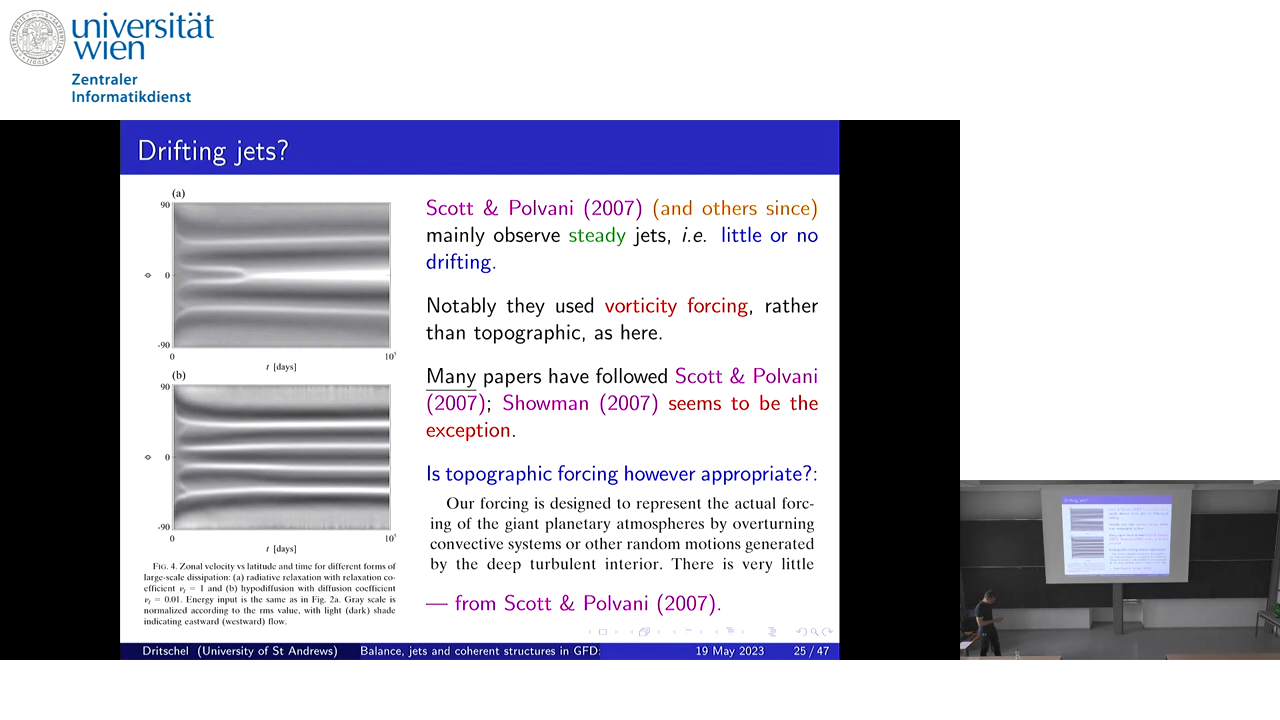 universität
wien
Zentraler
Informatikdienst
Drifting jets?
(a)
90
ϕ 0
-90
0 10⁵
t [days]
(b)
90
ϕ 0
-90
0 10⁵
t [days]
FIG. 4. Zonal velocity vs latitude and time for different forms of
large-scale dissipation: (a) radiative relaxation with relaxation co-
efficient νᵣ = 1 and (b) hypodiffusion with diffusion coefficient
= 0.01. Energy input is the same as in Fig. 2a. Gray scale is
normalized according to the rms value, with light (dark) shade
indicating eastward (westward) flow.
Scott & Polvani (2007) (and others since)
mainly observe steady jets, i.e. little or no
drifting.
Notably they used vorticity forcing, rather
than topographic, as here.
Many papers have followed Scott & Polvani
(2007); Showman (2007) seems to be the
exception.
Is topographic forcing however appropriate?:
Our forcing is designed to represent the actual forc-
ing of the giant planetary atmospheres by overturning
convective systems or other random motions generated
by the deep turbulent interior. There is very little
— from Scott & Polvani (2007).
Dritschel (University of St Andrews) Balance, jets and coherent structures in GFD: 19 May 2023 25 / 47
Drifting jets?